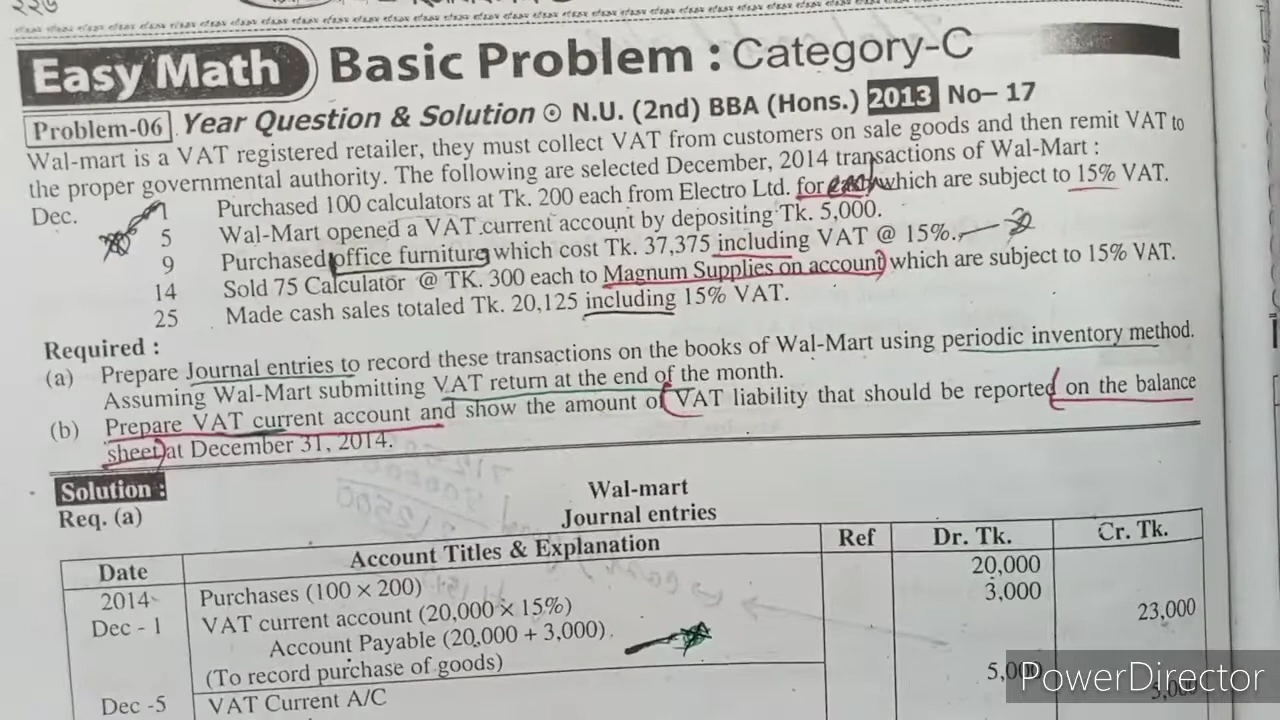 ২২৬
Easy Math Basic Problem : Category-C
Problem-06 Year Question & Solution ⊙ N.U. (2nd) BBA (Hons.) 2013 No– 17
Wal-mart is a VAT registered retailer, they must collect VAT from customers on sale goods and then remit VAT to
the proper governmental authority. The following are selected December, 2014 transactions of Wal-Mart :
Dec. 1 Purchased 100 calculators at Tk. 200 each from Electro Ltd. for each which are subject to 15% VAT.
5 Wal-Mart opened a VAT current account by depositing Tk. 5,000.
9 Purchased office furniture which cost Tk. 37,375 including VAT @ 15%.
14 Sold 75 Calculator @ TK. 300 each to Magnum Supplies on account which are subject to 15% VAT.
25 Made cash sales totaled Tk. 20,125 including 15% VAT.
Required :
(a) Prepare Journal entries to record these transactions on the books of Wal-Mart using periodic inventory method.
Assuming Wal-Mart submitting VAT return at the end of the month.
(b) Prepare VAT current account and show the amount of VAT liability that should be reported on the balance
sheet at December 31, 2014.
Solution :
Req. (a)
Wal-mart
Journal entries
Date Account Titles & Explanation Ref Dr. Tk. Cr. Tk.
2014 Purchases (100 × 200) 20,000
Dec - 1 VAT current account (20,000 × 15%) 3,000
Account Payable (20,000 + 3,000) 23,000
(To record purchase of goods)
Dec -5 VAT Current A/C 5,000
PowerDirector